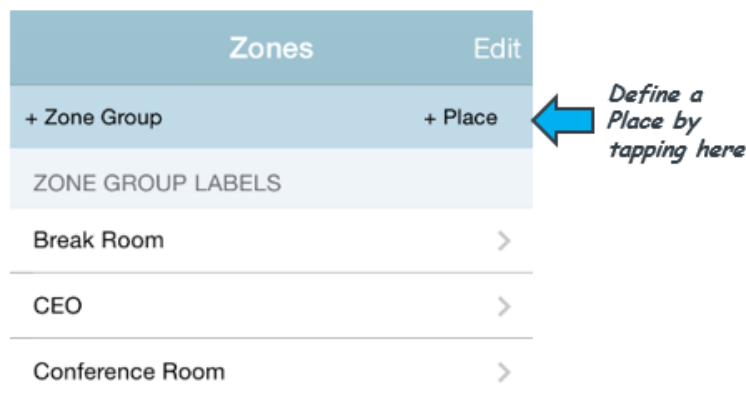 Zones Edit
+ Zone Group + Place
Define a
Place by
tapping here
ZONE GROUP LABELS
Break Room
CEO
Conference Room